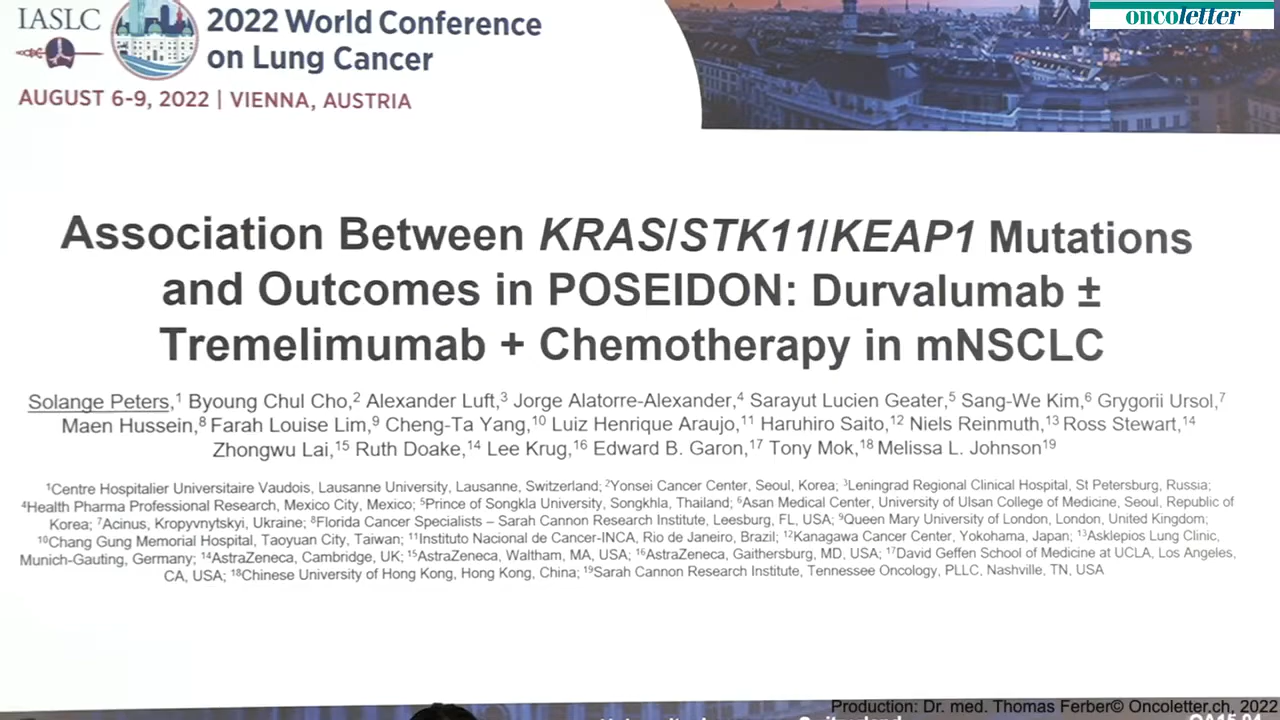 IASLC
2022 World Conference
on Lung Cancer
AUGUST 6-9, 2022 | VIENNA, AUSTRIA
oncoletter
Association Between KRAS/STK11/KEAP1 Mutations
and Outcomes in POSEIDON: Durvalumab ±
Tremelimumab + Chemotherapy in mNSCLC
Solange Peters,¹ Byoung Chul Cho,² Alexander Luft,³ Jorge Alatorre-Alexander,⁴ Sarayut Lucien Geater,⁵ Sang-We Kim,⁶ Grygorii Ursol,⁷
Maen Hussein,⁸ Farah Louise Lim,⁹ Cheng-Ta Yang,¹⁰ Luiz Henrique Araujo,¹¹ Haruhiro Saito,¹² Niels Reinmuth,¹³ Ross Stewart,¹⁴
Zhongwu Lai,¹⁵ Ruth Doake,¹⁴ Lee Krug,¹⁶ Edward B. Garon,¹⁷ Tony Mok,¹⁸ Melissa L. Johnson¹⁹
¹Centre Hospitalier Universitaire Vaudois, Lausanne University, Lausanne, Switzerland; ²Yonsei Cancer Center, Seoul, Korea; ³Leningrad Regional Clinical Hospital, St Petersburg, Russia;
⁴Health Pharma Professional Research, Mexico City, Mexico; ⁵Prince of Songkla University, Songkhla, Thailand; ⁶Asan Medical Center, University of Ulsan College of Medicine, Seoul, Republic of
Korea; ⁷Acinus, Kropyvnytskyi, Ukraine; ⁸Florida Cancer Specialists – Sarah Cannon Research Institute, Leesburg, FL, USA; ⁹Queen Mary University of London, London, United Kingdom;
¹⁰Chang Gung Memorial Hospital, Taoyuan City, Taiwan; ¹¹Instituto Nacional de Cancer-INCA, Rio de Janeiro, Brazil; ¹²Kanagawa Cancer Center, Yokohama, Japan; ¹³Asklepios Lung Clinic,
Munich-Gauting, Germany; ¹⁴AstraZeneca, Cambridge, UK; ¹⁵AstraZeneca, Waltham, MA, USA; ¹⁶AstraZeneca, Gaithersburg, MD, USA; ¹⁷David Geffen School of Medicine at UCLA, Los Angeles,
CA, USA; ¹⁸Chinese University of Hong Kong, Hong Kong, China; ¹⁹Sarah Cannon Research Institute, Tennessee Oncology, PLLC, Nashville, TN, USA
Production: Dr. med. Thomas Ferber© Oncoletter.ch, 2022